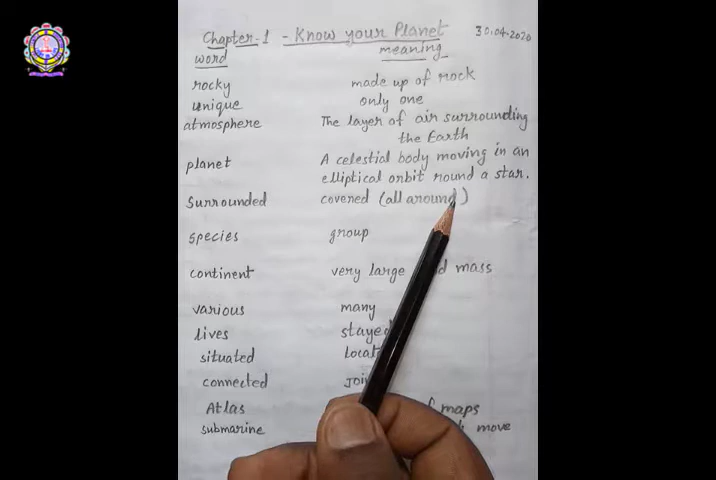 Chapter-1 - Know your Planet 30.04.2020
word meaning
rocky made up of rock
unique only one
atmosphere The layer of air surrounding
the Earth
planet A celestial body moving in an
elliptical orbit round a star.
Surrounded covered (all around)
species group
continent very large mass
various many
lives stayed
situated
connected
Atlas maps
submarine move